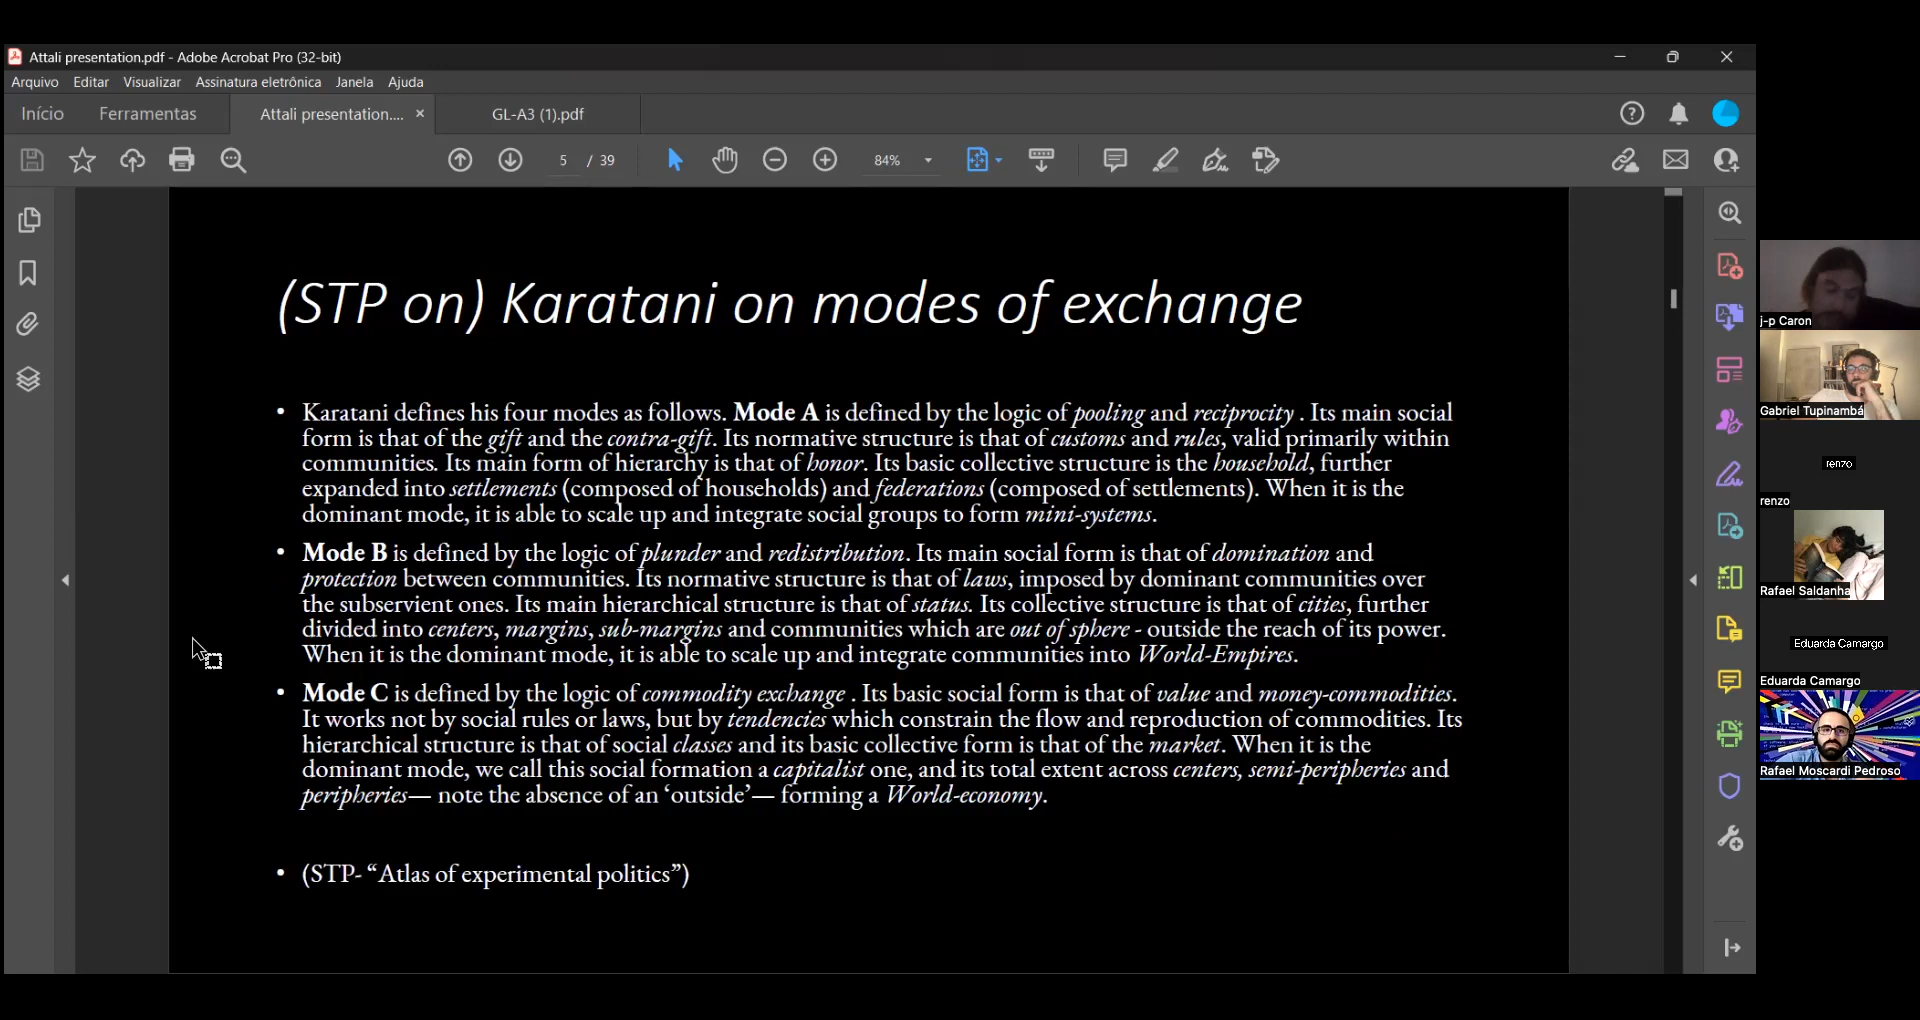 Attali presentation.pdf - Adobe Acrobat Pro (32-bit)
Arquivo Editar Visualizar Assinatura eletrônica Janela Ajuda
Início Ferramentas Attali presentation.... × GL-A3 (1).pdf
5 / 39 84%
(STP on) Karatani on modes of exchange
• Karatani defines his four modes as follows. Mode A is defined by the logic of pooling and reciprocity . Its main social
form is that of the gift and the contra-gift. Its normative structure is that of customs and rules, valid primarily within
communities. Its main form of hierarchy is that of honor. Its basic collective structure is the household, further
expanded into settlements (composed of households) and federations (composed of settlements). When it is the
dominant mode, it is able to scale up and integrate social groups to form mini-systems.
• Mode B is defined by the logic of plunder and redistribution. Its main social form is that of domination and
protection between communities. Its normative structure is that of laws, imposed by dominant communities over
the subservient ones. Its main hierarchical structure is that of status. Its collective structure is that of cities, further
divided into centers, margins, sub-margins and communities which are out of sphere - outside the reach of its power.
When it is the dominant mode, it is able to scale up and integrate communities into World-Empires.
• Mode C is defined by the logic of commodity exchange . Its basic social form is that of value and money-commodities.
It works not by social rules or laws, but by tendencies which constrain the flow and reproduction of commodities. Its
hierarchical structure is that of social classes and its basic collective form is that of the market. When it is the
dominant mode, we call this social formation a capitalist one, and its total extent across centers, semi-peripheries and
peripheries— note the absence of an ‘outside’— forming a World-economy.
• (STP- “Atlas of experimental politics”)
j-p Caron
Gabriel Tupinambá
renzo
renzo
Rafael Saldanha
Eduarda Camargo
Eduarda Camargo
Rafael Moscardi Pedroso